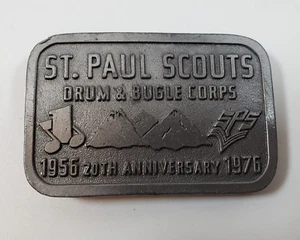 ST. PAUL SCOUTS
DRUM & BUGLE CORPS
1956 20TH ANNIVERSARY 1976